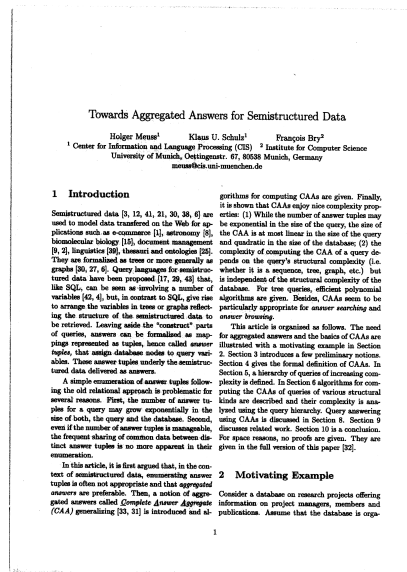 Towards Aggregated Answers for Semistructured Data
Holger Meuss¹ Klaus U. Schulz¹ François Bry²
¹ Center for Information and Language Processing (CIS) ² Institute for Computer Science
University of Munich, Oettingenstr. 67, 80538 Munich, Germany
meuss@cis.uni-muenchen.de
1 Introduction
Semistructured data [3, 12, 41, 21, 30, 38, 6] are
used to model data transferred on the Web for ap-
plications such as e-commerce [1], astronomy [8],
biomolecular biology [15], document management
[9, 2], linguistics [39], thesauri and ontologies [25].
They are formalised as trees or more generally as
graphs [30, 27, 6]. Query languages for semistruc-
tured data have been proposed [17, 29, 43] that,
like SQL, can be seen as involving a number of
variables [42, 4], but, in contrast to SQL, give rise
to arrange the variables in trees or graphs reflect-
ing the structure of the semistructured data to
be retrieved. Leaving aside the "construct" parts
of queries, answers can be formalised as map-
pings represented as tuples, hence called answer
tuples, that assign database nodes to query vari-
ables. These answer tuples underly the semistruc-
tured data delivered as answers.
A simple enumeration of answer tuples follow-
ing the old relational approach is problematic for
several reasons. First, the number of answer tu-
ples for a query may grow exponentially in the
size of both, the query and the database. Second,
even if the number of answer tuples is manageable,
the frequent sharing of common data between dis-
tinct answer tuples is no more apparent in their
enumeration.
In this article, it is first argued that, in the con-
text of semistructured data, enumerating answer
tuples is often not appropriate and that aggregated
answers are preferable. Then, a notion of aggre-
gated answers called Complete Answer Aggregate
(CAA) generalizing [33, 31] is introduced and al-
gorithms for computing CAAs are given. Finally,
it is shown that CAAs enjoy nice complexity prop-
erties: (1) While the number of answer tuples may
be exponential in the size of the query, the size of
the CAA is at most linear in the size of the query
and quadratic in the size of the database; (2) the
complexity of computing the CAA of a query de-
pends on the query's structural complexity (i.e.
whether it is a sequence, tree, graph, etc.) but
is independent of the structural complexity of the
database. For tree queries, efficient polynomial
algorithms are given. Besides, CAAs seem to be
particularly appropriate for answer searching and
answer browsing.
This article is organised as follows. The need
for aggregated answers and the basics of CAAs are
illustrated with a motivating example in Section
2. Section 3 introduces a few preliminary notions.
Section 4 gives the formal definition of CAAs. In
Section 5, a hierarchy of queries of increasing com-
plexity is defined. In Section 6 algorithms for com-
puting the CAAs of queries of various structural
kinds are described and their complexity is ana-
lysed using the query hierarchy. Query answering
using CAAs is discussed in Section 8. Section 9
discusses related work. Section 10 is a conclusion.
For space reasons, no proofs are given. They are
given in the full version of this paper [32].
2 Motivating Example
Consider a database on research projects offering
information on project managers, members and
publications. Assume that the database is orga-
1